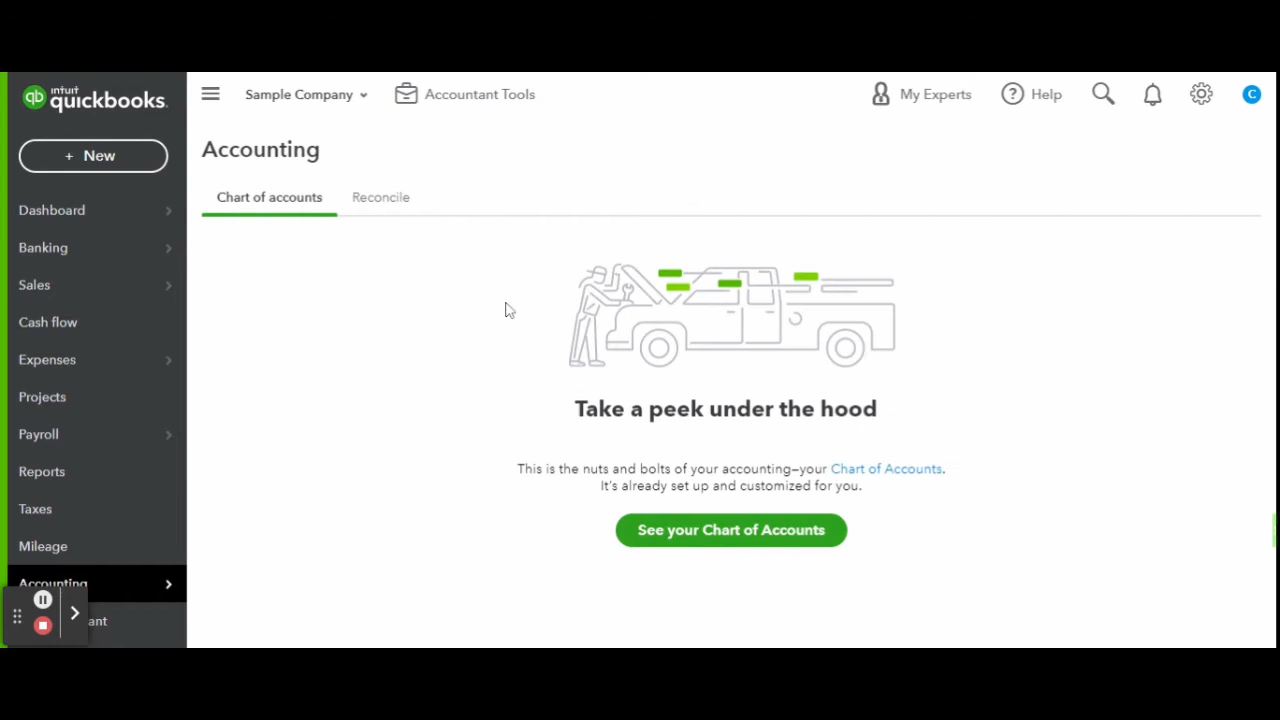 intuit
quickbooks.
Sample Company
Accountant Tools
My Experts
? Help
C
+ New
Accounting
Chart of accounts
Reconcile
Dashboard
Banking
Sales
Cash flow
Expenses
Projects
Payroll
Reports
Taxes
Mileage
Accounting
ant
Take a peek under the hood
This is the nuts and bolts of your accounting—your Chart of Accounts.
It's already set up and customized for you.
See your Chart of Accounts